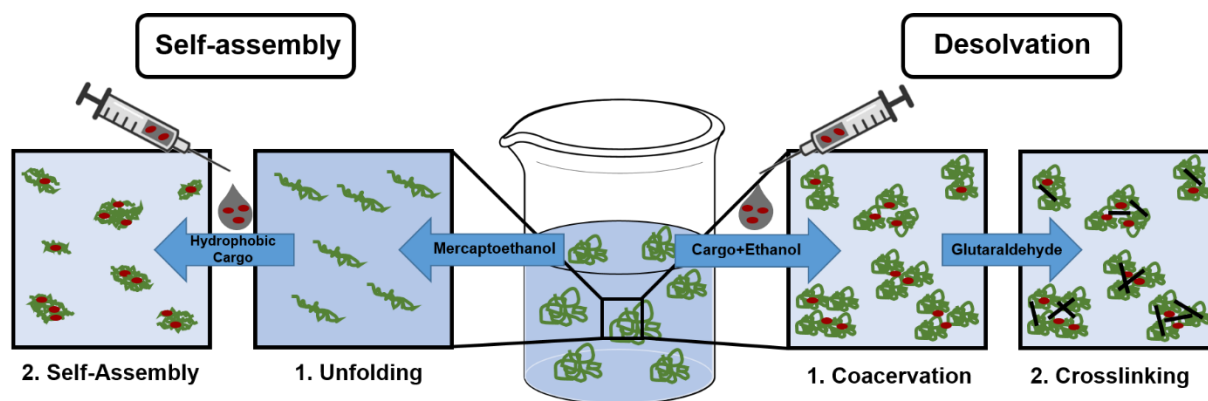 Self-assembly
Desolvation
Hydrophobic
Cargo
Mercaptoethanol
Cargo+Ethanol
Glutaraldehyde
2. Self-Assembly
1. Unfolding
1. Coacervation
2. Crosslinking